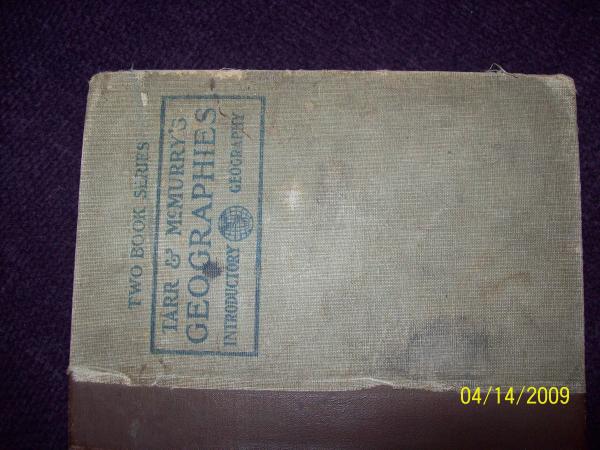 TWO BOOK SERIES
TARR & McMURRY'S
GEOGRAPHIES
INTRODUCTORY GEOGRAPHY
04/14/2009